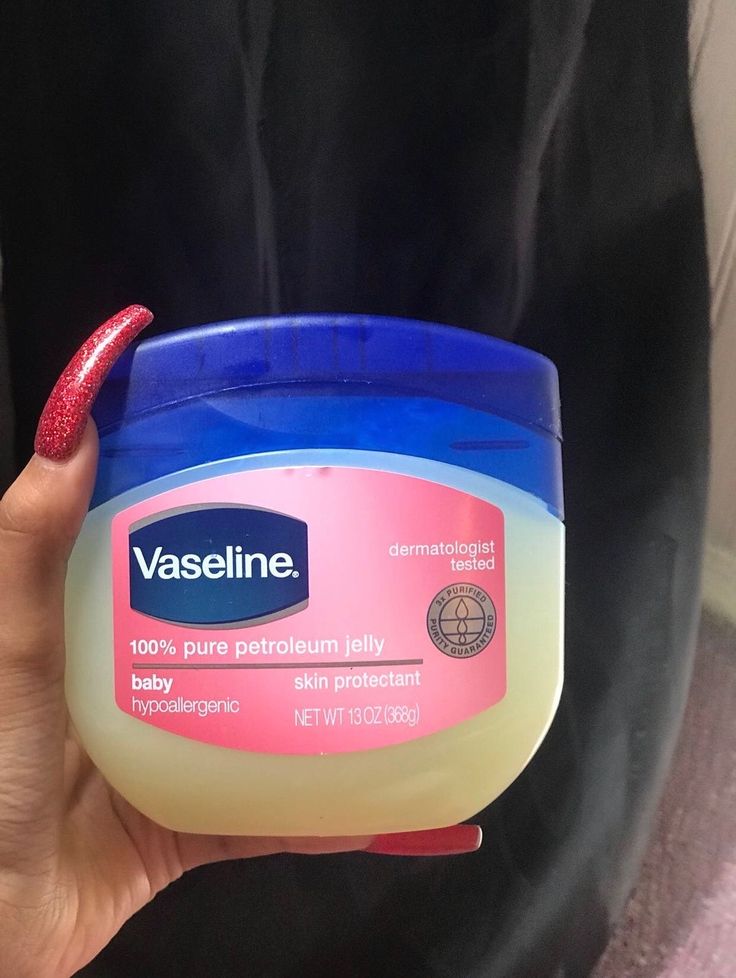 Vaseline®
dermatologist
tested
3x PURIFIED
PURITY GUARANTEE
100% pure petroleum jelly
baby
skin protectant
hypoallergenic
NET WT 13 OZ (368g)